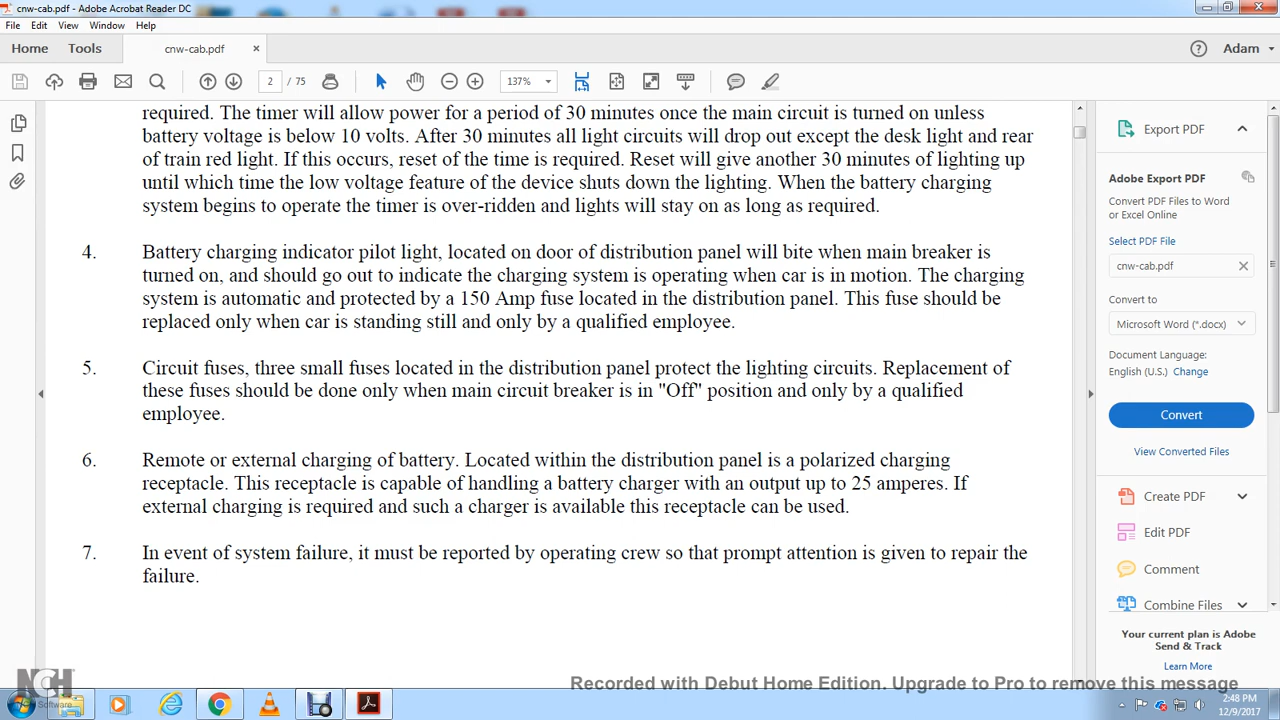 cnw-cab.pdf - Adobe Acrobat Reader DC
File Edit View Window Help
Home Tools cnw-cab.pdf × ? Adam
2 / 75 137%
required. The timer will allow power for a period of 30 minutes once the main circuit is turned on unless
battery voltage is below 10 volts. After 30 minutes all light circuits will drop out except the desk light and rear
of train red light. If this occurs, reset of the time is required. Reset will give another 30 minutes of lighting up
until which time the low voltage feature of the device shuts down the lighting. When the battery charging
system begins to operate the timer is over-ridden and lights will stay on as long as required.
4. Battery charging indicator pilot light, located on door of distribution panel will bite when main breaker is
turned on, and should go out to indicate the charging system is operating when car is in motion. The charging
system is automatic and protected by a 150 Amp fuse located in the distribution panel. This fuse should be
replaced only when car is standing still and only by a qualified employee.
5. Circuit fuses, three small fuses located in the distribution panel protect the lighting circuits. Replacement of
these fuses should be done only when main circuit breaker is in "Off" position and only by a qualified
employee.
6. Remote or external charging of battery. Located within the distribution panel is a polarized charging
receptacle. This receptacle is capable of handling a battery charger with an output up to 25 amperes. If
external charging is required and such a charger is available this receptacle can be used.
7. In event of system failure, it must be reported by operating crew so that prompt attention is given to repair the
failure.
Export PDF
Adobe Export PDF
Convert PDF Files to Word
or Excel Online
Select PDF File
cnw-cab.pdf
Convert to
Microsoft Word (*.docx)
Document Language:
English (U.S.) Change
Convert
View Converted Files
Create PDF
Edit PDF
Comment
Combine Files
Your current plan is Adobe
Send & Track
Learn More
NCH
Software
Recorded with Debut Home Edition. Upgrade to Pro to remove this message
2:48 PM
12/9/2017